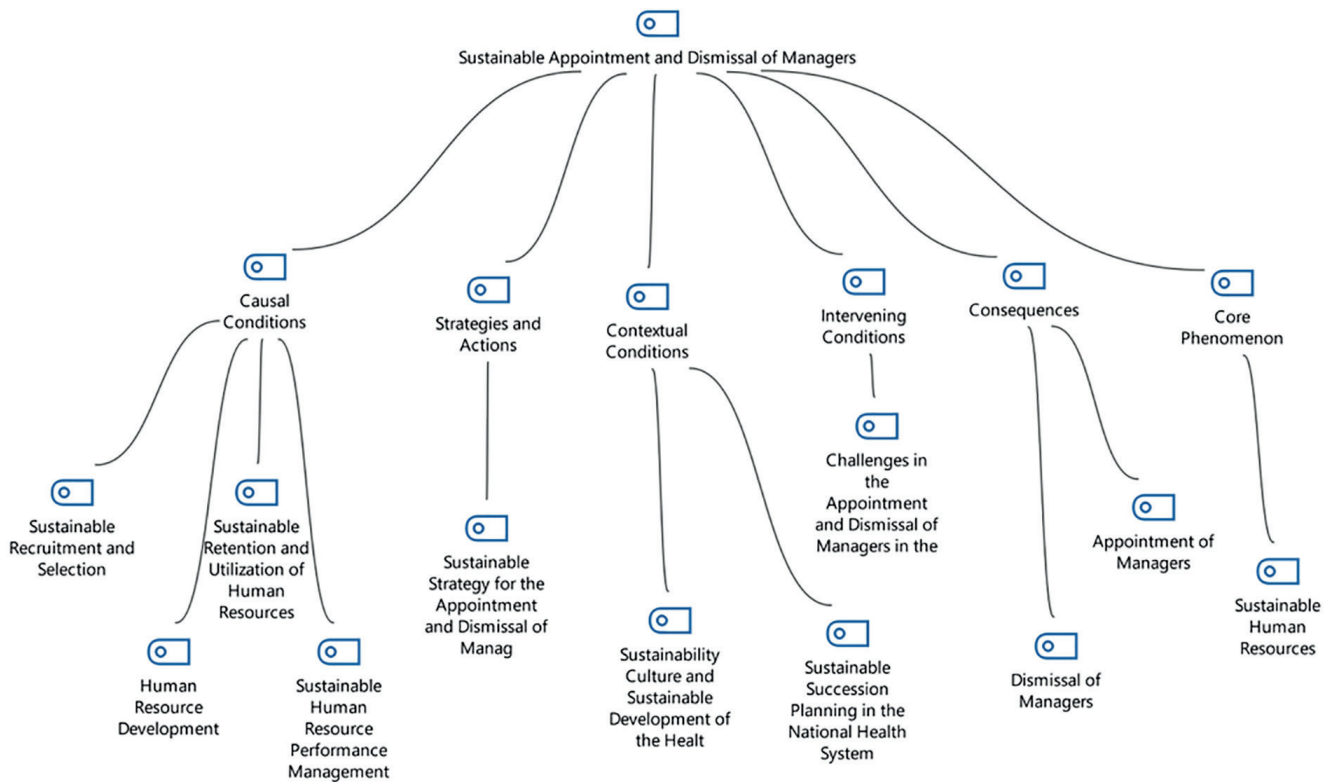 Sustainable Appointment and Dismissal of Managers
Causal
Conditions
Strategies and
Actions
Contextual
Conditions
Intervening
Conditions
Consequences
Core
Phenomenon
Sustainable
Recruitment and
Selection
Human
Resource
Development
Sustainable
Retention and
Utilization of
Human
Resources
Sustainable
Human
Resource
Performance
Management
Sustainable
Strategy for the
Appointment
and Dismissal of
Manag
Sustainability
Culture and
Sustainable
Development of
the Healt
Sustainable
Succession
Planning in the
National Health
System
Challenges in
the
Appointment
and Dismissal of
Managers in the
Dismissal of
Managers
Appointment of
Managers
Sustainable
Human
Resources